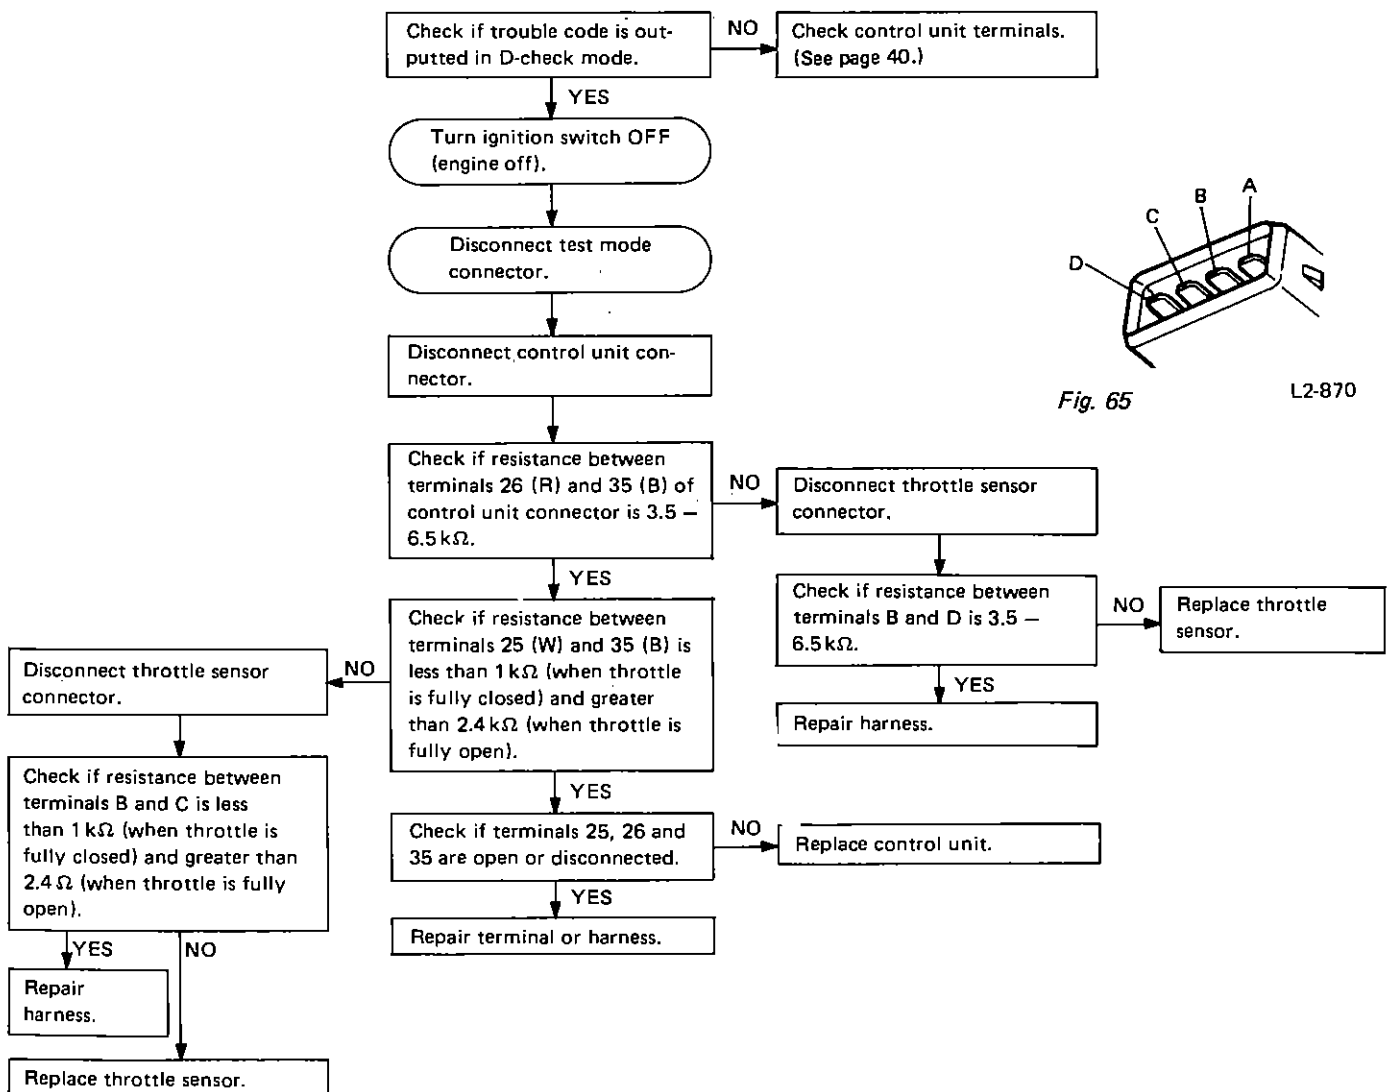 Check if trouble code is out-
putted in D-check mode.
NO
Check control unit terminals.
(See page 40.)
YES
Turn ignition switch OFF
(engine off).
Disconnect test mode
connector.
Disconnect control unit con-
nector.
A
B
C
D
Fig. 65
L2-870
Check if resistance between
terminals 26 (R) and 35 (B) of
control unit connector is 3.5 –
6.5 kΩ.
NO
Disconnect throttle sensor
connector.
YES
Check if resistance between
terminals B and D is 3.5 –
6.5 kΩ.
NO
Replace throttle
sensor.
YES
Repair harness.
Check if resistance between
terminals 25 (W) and 35 (B) is
less than 1 kΩ (when throttle
is fully closed) and greater
than 2.4 kΩ (when throttle is
fully open).
NO
Disconnect throttle sensor
connector.
Check if resistance between
terminals B and C is less
than 1 kΩ (when throttle is
fully closed) and greater than
2.4 Ω (when throttle is fully
open).
YES
NO
Repair
harness.
Replace throttle sensor.
YES
Check if terminals 25, 26 and
35 are open or disconnected.
NO
Replace control unit.
YES
Repair terminal or harness.